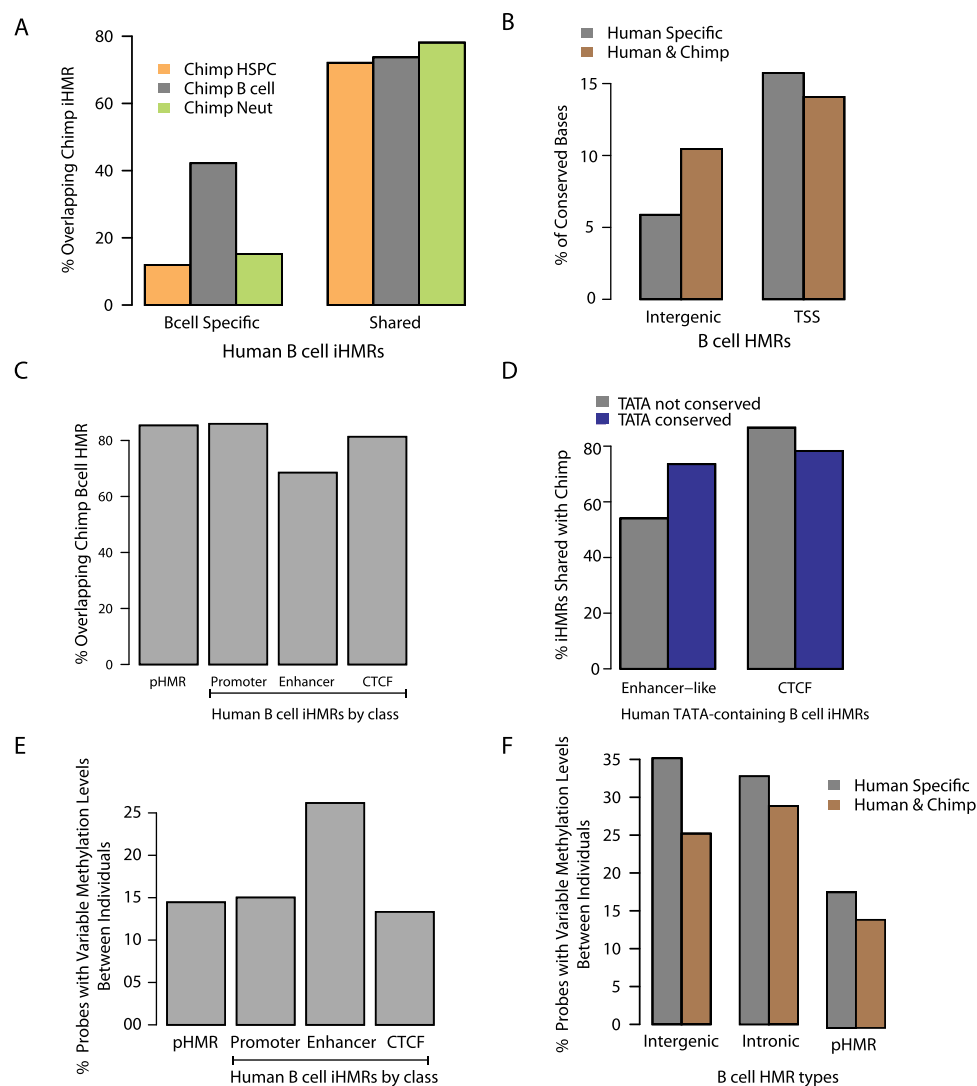 A
% Overlapping Chimp iHMR
80
60
40
20
0
Chimp HSPC
Chimp B cell
Chimp Neut
Bcell Specific
Shared
Human B cell iHMRs
B
% of Conserved Bases
15
10
5
0
Human Specific
Human & Chimp
Intergenic
TSS
B cell HMRs
C
% Overlapping Chimp Bcell HMR
80
60
40
20
0
pHMR
Promoter
Enhancer
CTCF
Human B cell iHMRs by class
D
% iHMRs Shared with Chimp
80
60
40
20
0
TATA not conserved
TATA conserved
Enhancer–like
CTCF
Human TATA-containing B cell iHMRs
E
% Probes with Variable Methylation Levels
Between Individuals
25
20
15
10
05
00
pHMR
Promoter
Enhancer
CTCF
Human B cell iHMRs by class
F
% Probes with Variable Methylation Levels
Between Individuals
35
30
25
20
15
10
5
0
Human Specific
Human & Chimp
Intergenic
Intronic
pHMR
B cell HMR types